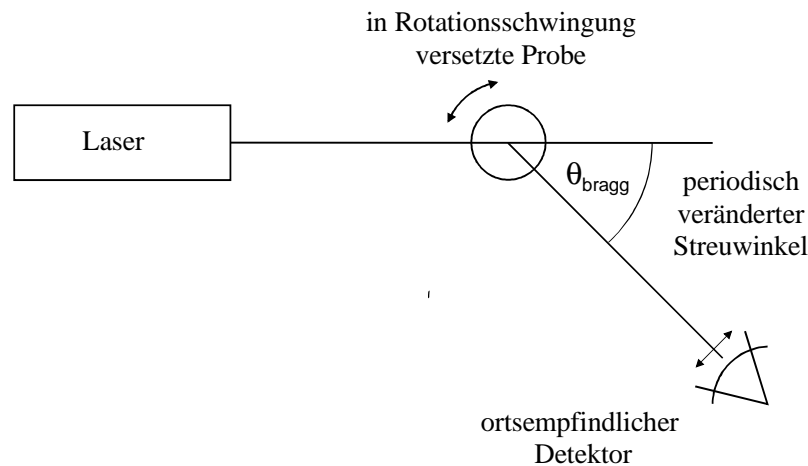 in Rotationsschwingung
versetzte Probe
Laser
θbragg
periodisch
veränderter
Streuwinkel
ortsempfindlicher
Detektor